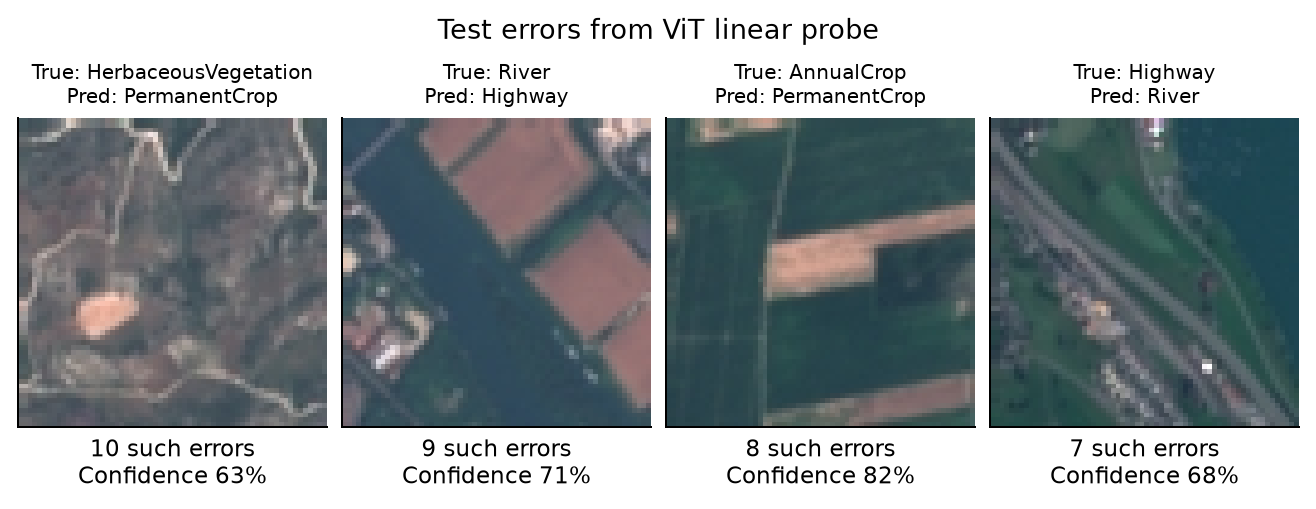 Test errors from ViT linear probe
True: HerbaceousVegetation
Pred: PermanentCrop
True: River
Pred: Highway
True: AnnualCrop
Pred: PermanentCrop
True: Highway
Pred: River
10 such errors
Confidence 63%
9 such errors
Confidence 71%
8 such errors
Confidence 82%
7 such errors
Confidence 68%